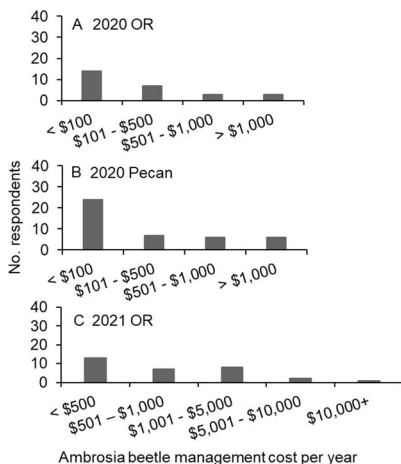 A 2020 OR
40
30
20
10
0
< $100
$101 - $500
$501 - $1,000
> $1,000
No. respondents
B 2020 Pecan
40
30
20
10
0
< $100
$101 - $500
$501 - $1,000
> $1,000
C 2021 OR
40
30
20
10
0
< $500
$501 – $1,000
$1,001 - $5,000
$5,001 - $10,000
$10,000+
Ambrosia beetle management cost per year